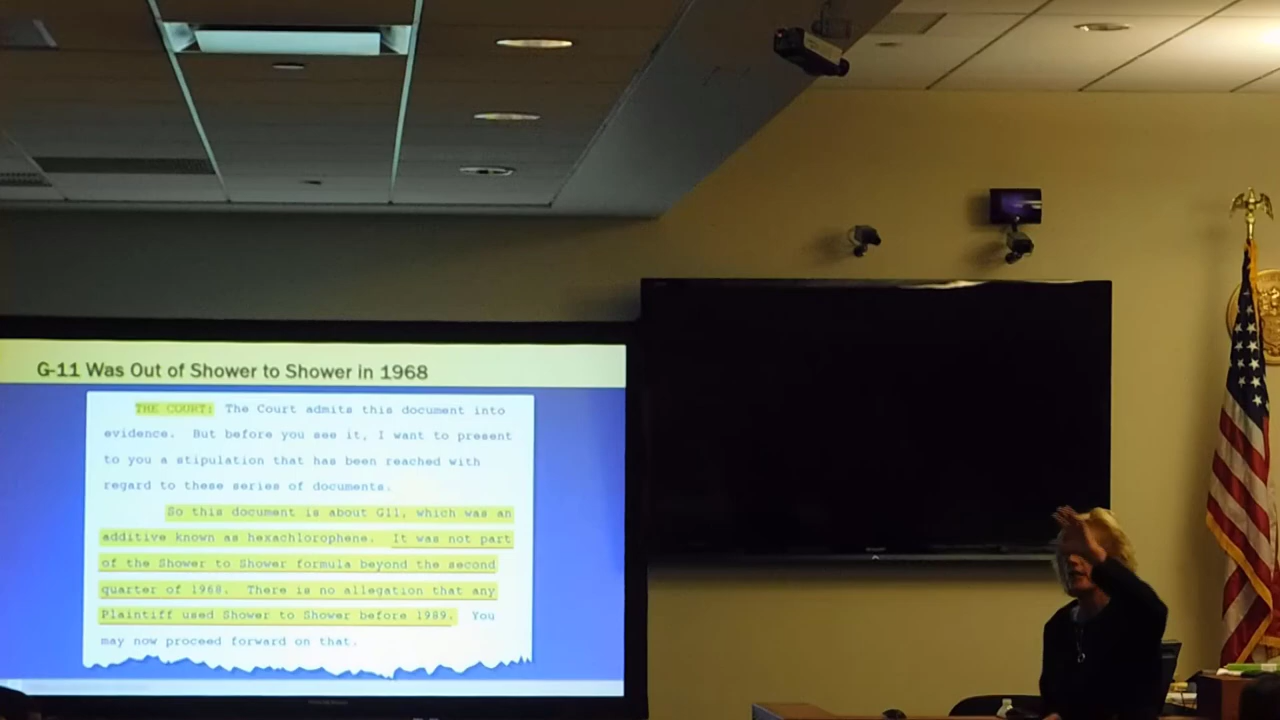 G-11 Was Out of Shower to Shower in 1968
THE COURT: The Court admits this document into
evidence. But before you see it, I want to present
to you a stipulation that has been reached with
regard to these series of documents.
So this document is about G11, which was an
additive known as hexachlorophene. It was not part
of the Shower to Shower formula beyond the second
quarter of 1968. There is no allegation that any
Plaintiff used Shower to Shower before 1989. You
may now proceed forward on that.